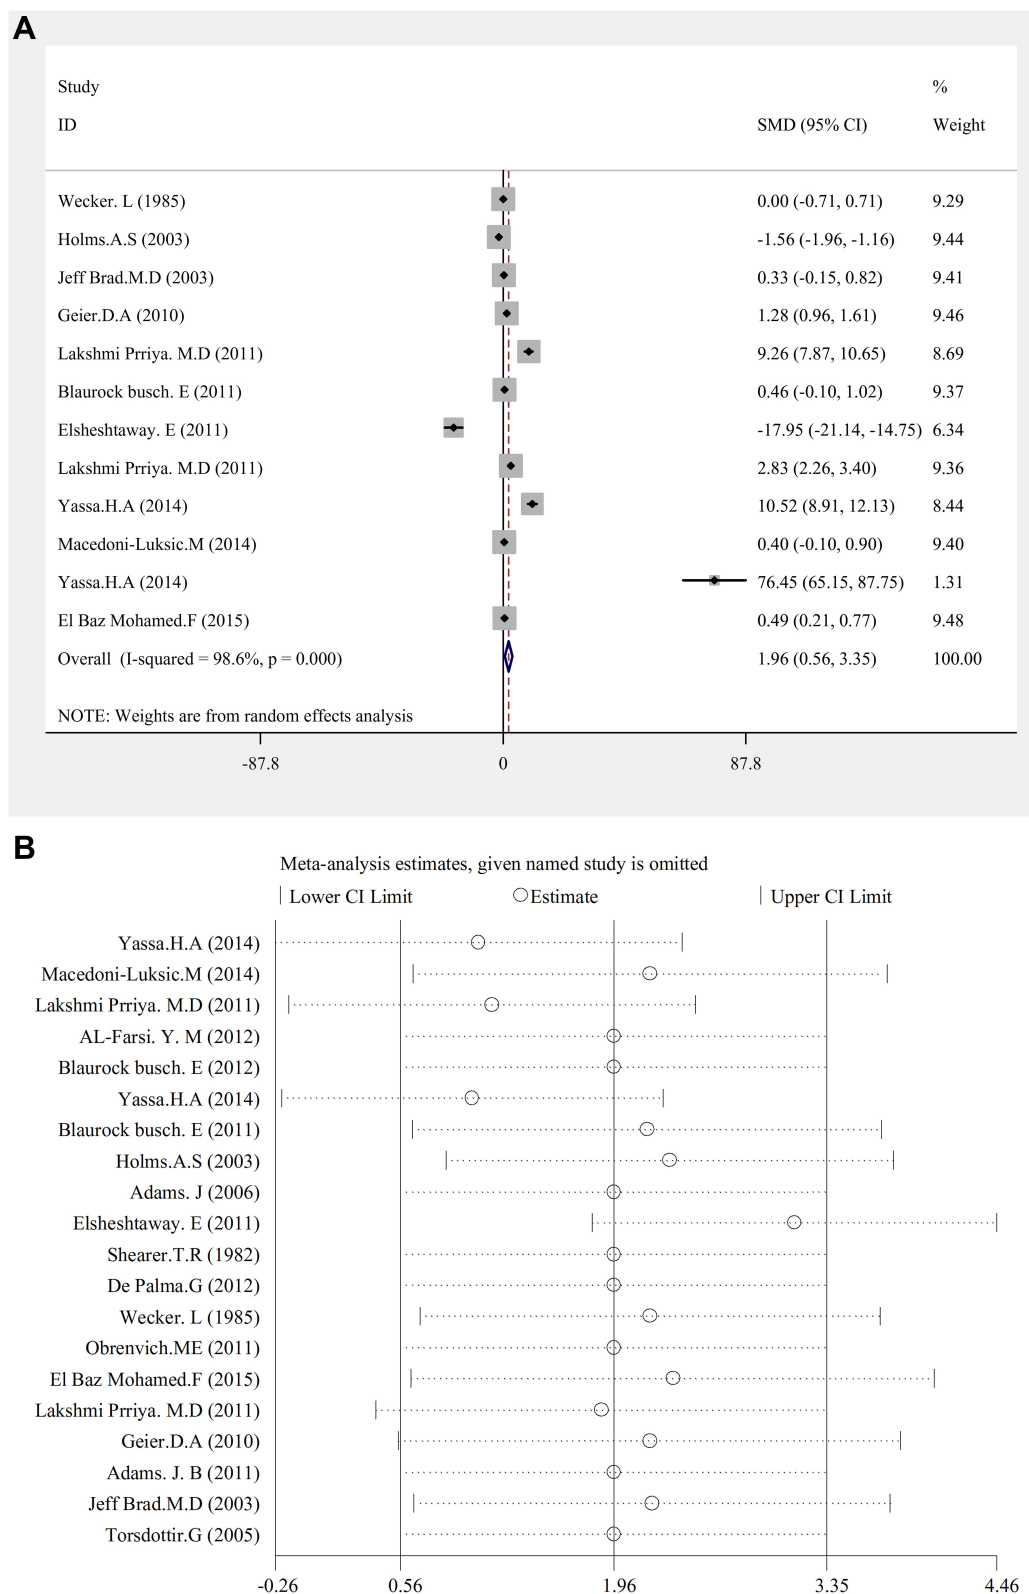 A
Study %
ID SMD (95% CI) Weight
Wecker. L (1985) 0.00 (-0.71, 0.71) 9.29
Holms.A.S (2003) -1.56 (-1.96, -1.16) 9.44
Jeff Brad.M.D (2003) 0.33 (-0.15, 0.82) 9.41
Geier.D.A (2010) 1.28 (0.96, 1.61) 9.46
Lakshmi Prriya. M.D (2011) 9.26 (7.87, 10.65) 8.69
Blaurock busch. E (2011) 0.46 (-0.10, 1.02) 9.37
Elsheshtaway. E (2011) -17.95 (-21.14, -14.75) 6.34
Lakshmi Prriya. M.D (2011) 2.83 (2.26, 3.40) 9.36
Yassa.H.A (2014) 10.52 (8.91, 12.13) 8.44
Macedoni-Luksic.M (2014) 0.40 (-0.10, 0.90) 9.40
Yassa.H.A (2014) 76.45 (65.15, 87.75) 1.31
El Baz Mohamed.F (2015) 0.49 (0.21, 0.77) 9.48
Overall (I-squared = 98.6%, p = 0.000) 1.96 (0.56, 3.35) 100.00
NOTE: Weights are from random effects analysis
-87.8 0 87.8
B
Meta-analysis estimates, given named study is omitted
Lower CI Limit Estimate Upper CI Limit
Yassa.H.A (2014)
Macedoni-Luksic.M (2014)
Lakshmi Prriya. M.D (2011)
AL-Farsi. Y. M (2012)
Blaurock busch. E (2012)
Yassa.H.A (2014)
Blaurock busch. E (2011)
Holms.A.S (2003)
Adams. J (2006)
Elsheshtaway. E (2011)
Shearer.T.R (1982)
De Palma.G (2012)
Wecker. L (1985)
Obrenvich.ME (2011)
El Baz Mohamed.F (2015)
Lakshmi Prriya. M.D (2011)
Geier.D.A (2010)
Adams. J. B (2011)
Jeff Brad.M.D (2003)
Torsdottir.G (2005)
-0.26 0.56 1.96 3.35 4.46